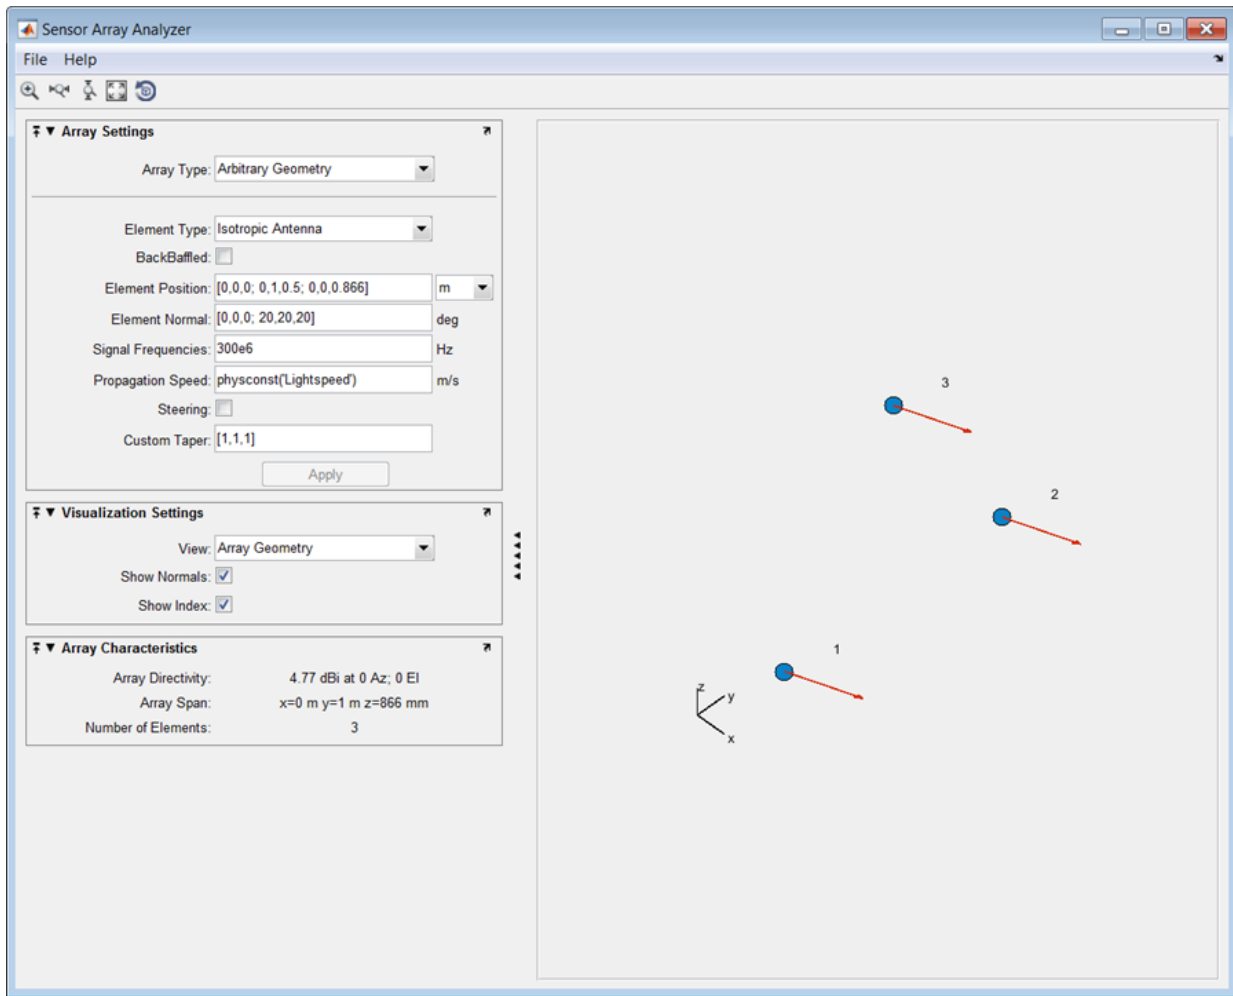 Sensor Array Analyzer
File Help
Array Settings
Array Type: Arbitrary Geometry
Element Type: Isotropic Antenna
BackBaffled:
Element Position: [0,0,0; 0,1,0.5; 0,0,0.866] m
Element Normal: [0,0,0; 20,20,20] deg
Signal Frequencies: 300e6 Hz
Propagation Speed: physconst('Lightspeed') m/s
Steering:
Custom Taper: [1,1,1]
Apply
Visualization Settings
View: Array Geometry
Show Normals:
Show Index:
Array Characteristics
Array Directivity: 4.77 dBi at 0 Az; 0 El
Array Span: x=0 m y=1 m z=866 mm
Number of Elements: 3
3
2
1
z
y
x